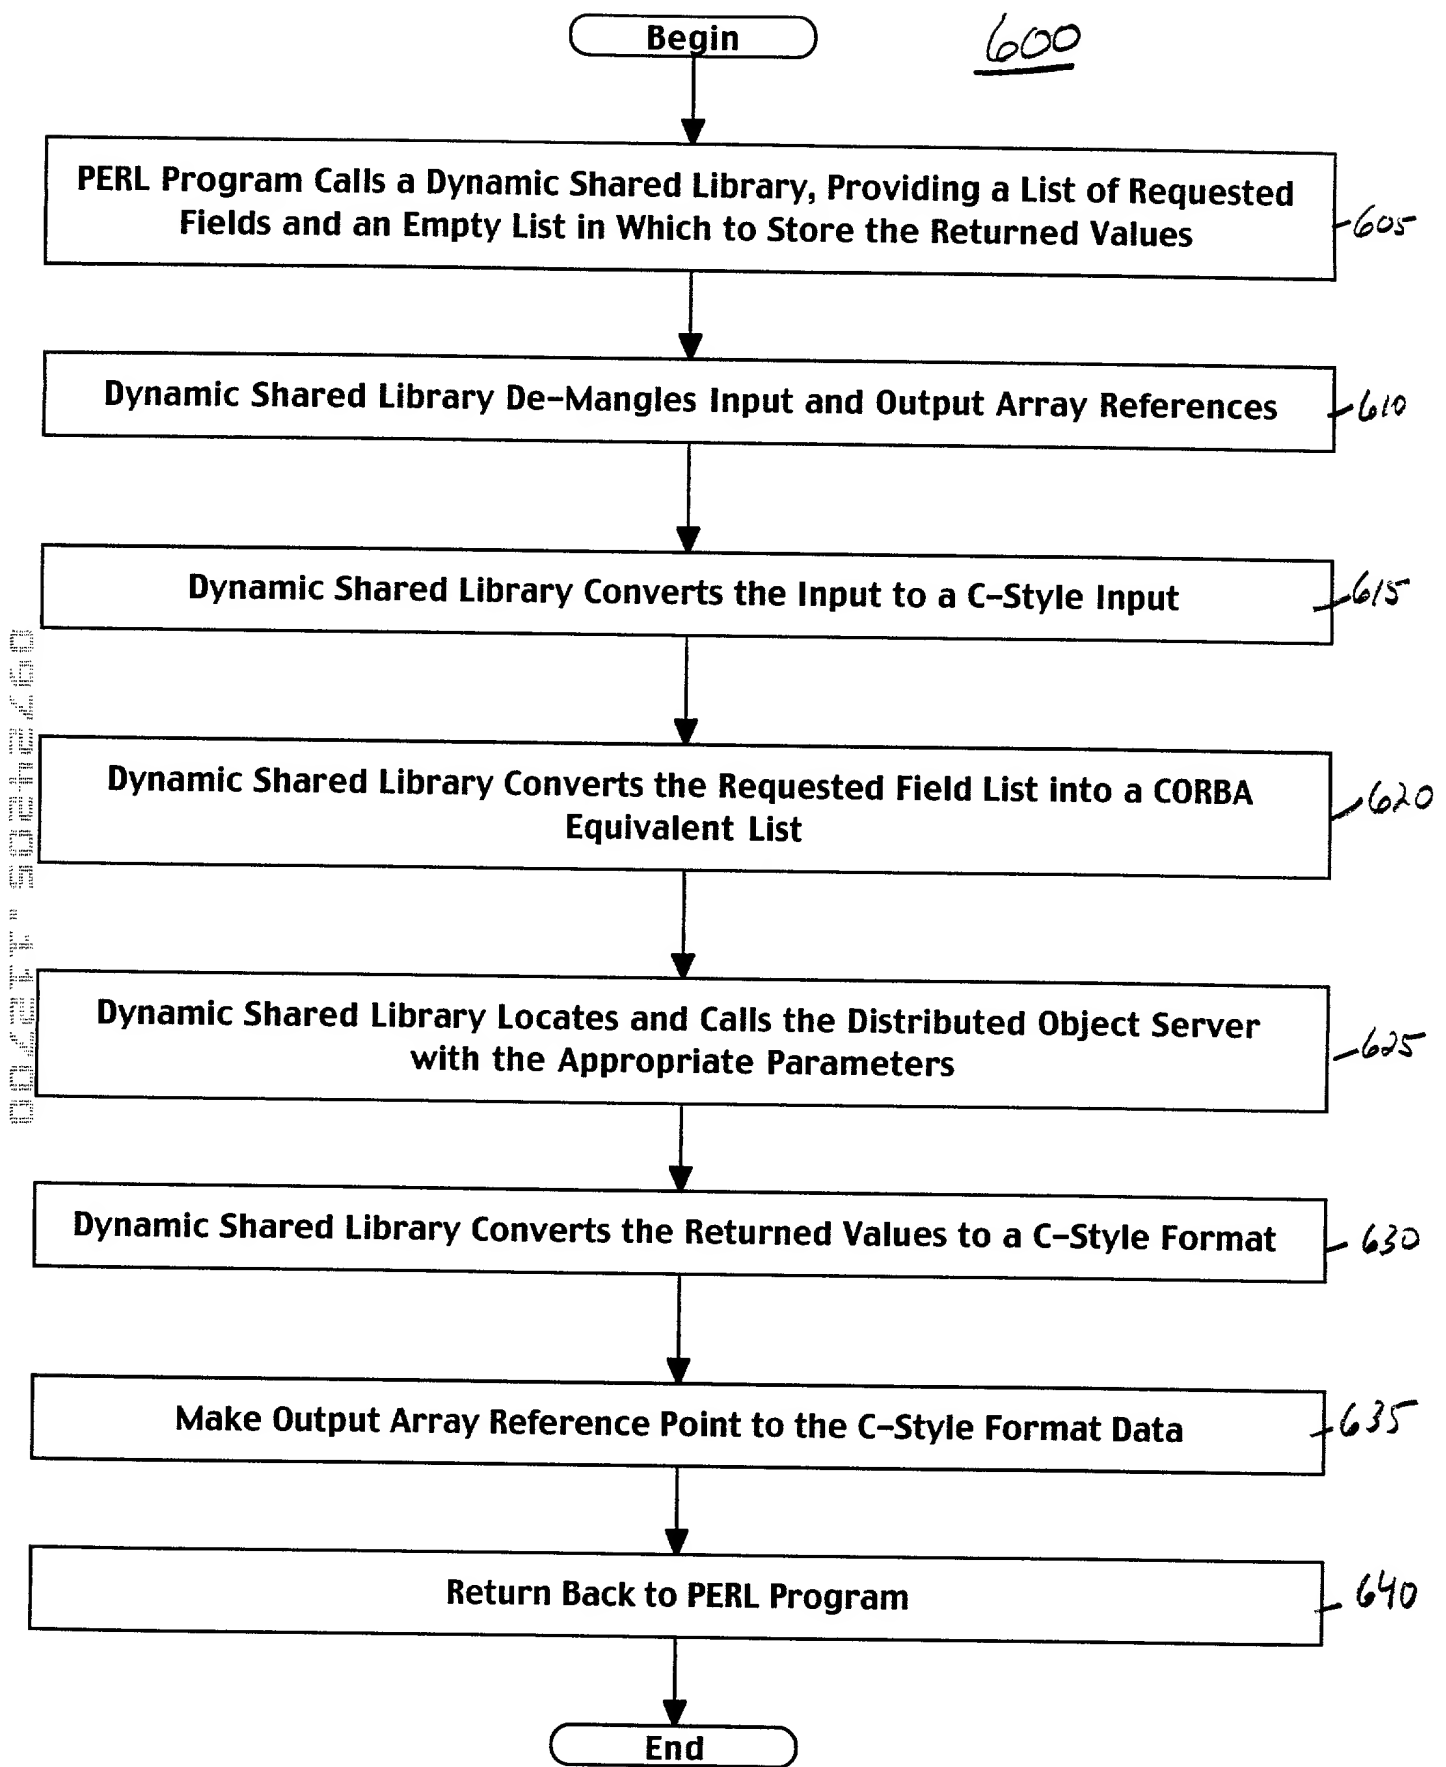 Begin
600
PERL Program Calls a Dynamic Shared Library, Providing a List of Requested
Fields and an Empty List in Which to Store the Returned Values
605
Dynamic Shared Library De-Mangles Input and Output Array References
610
Dynamic Shared Library Converts the Input to a C-Style Input
615
Dynamic Shared Library Converts the Requested Field List into a CORBA
Equivalent List
620
Dynamic Shared Library Locates and Calls the Distributed Object Server
with the Appropriate Parameters
625
Dynamic Shared Library Converts the Returned Values to a C-Style Format
630
Make Output Array Reference Point to the C-Style Format Data
635
Return Back to PERL Program
640
End